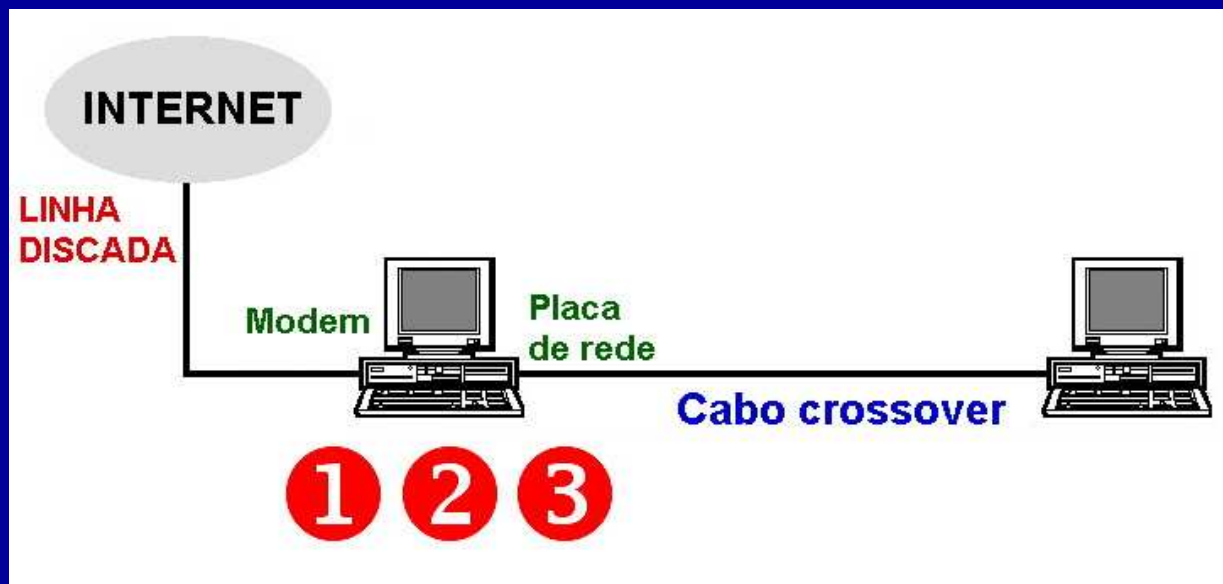 INTERNET
LINHA
DISCADA
Modem
Placa
de rede
Cabo crossover
1 2 3